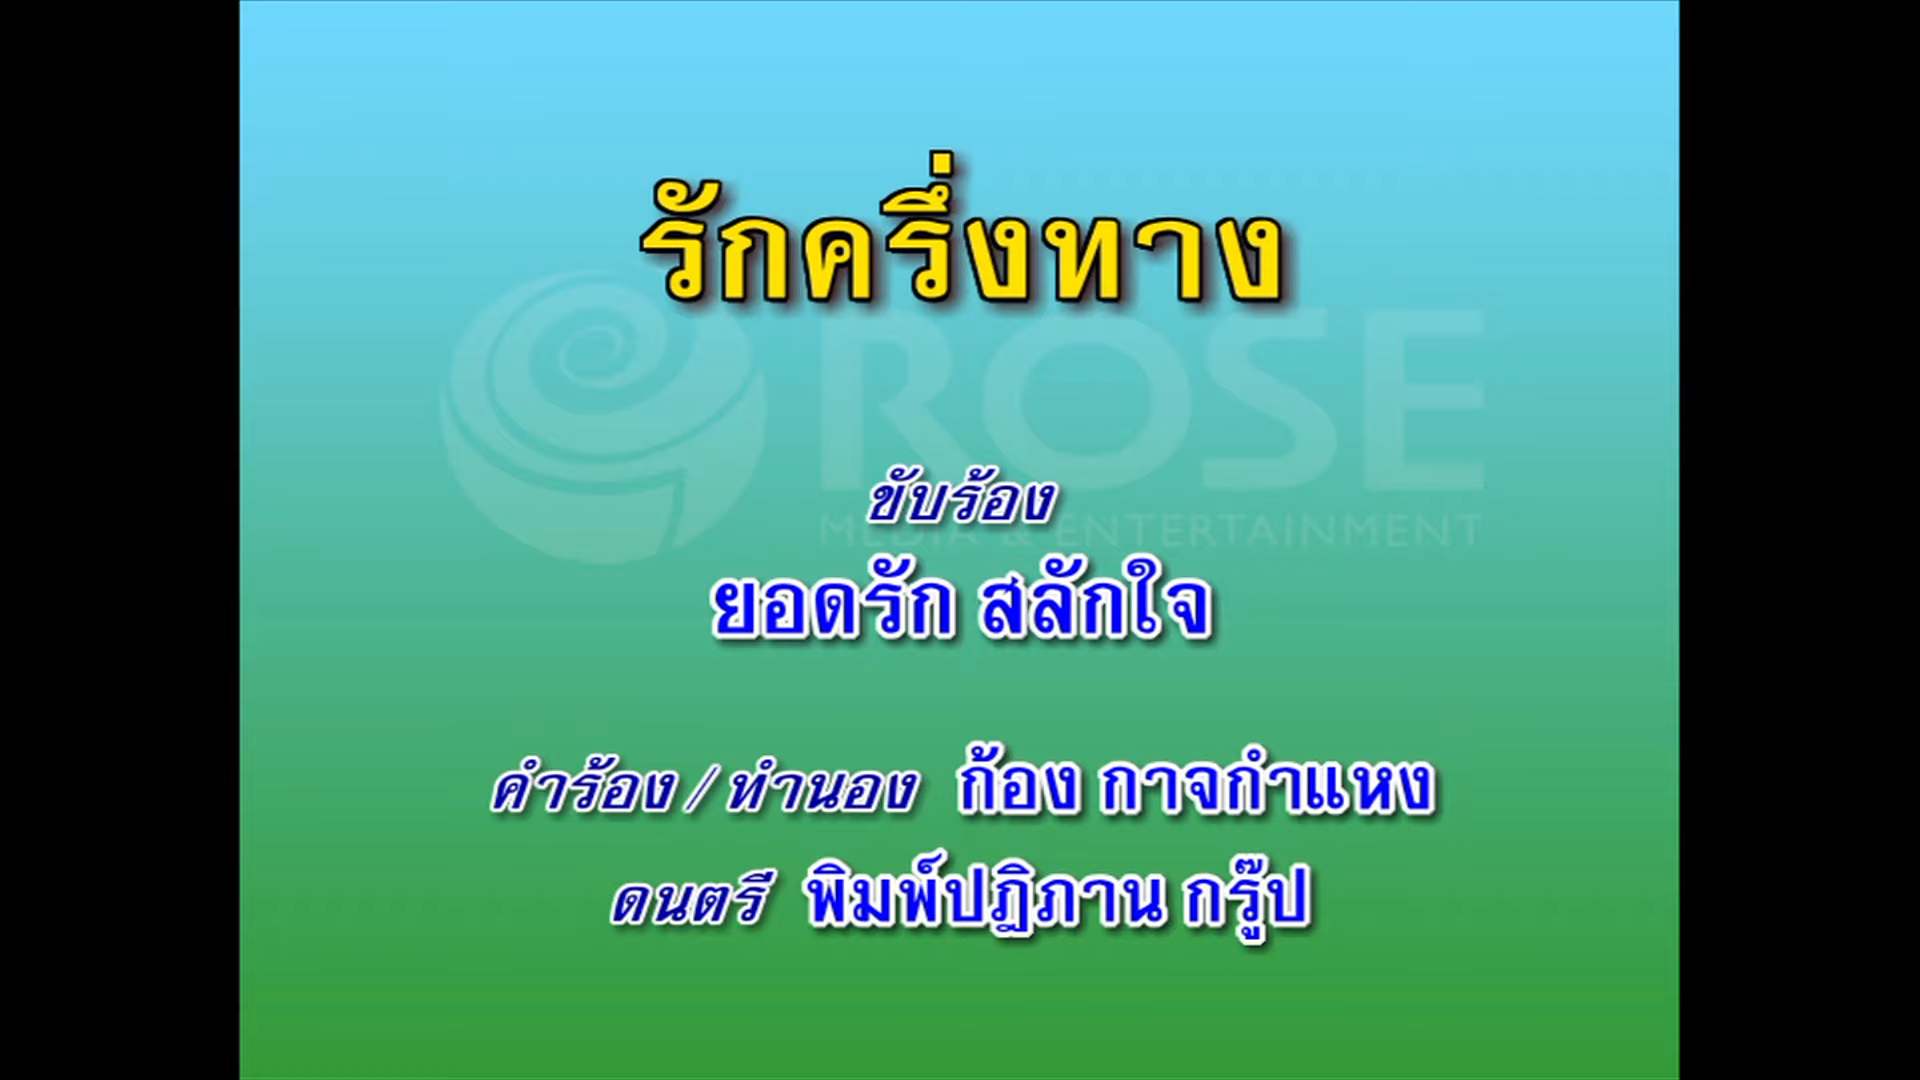 รักครึ่งทาง
ROSE
MEDIA & ENTERTAINMENT
ขับร้อง
ยอดรัก สลักใจ
คำร้อง / ทำนอง ก้อง กาจกำแหง
ดนตรี พิมพ์ปฎิภาน กรู๊ป